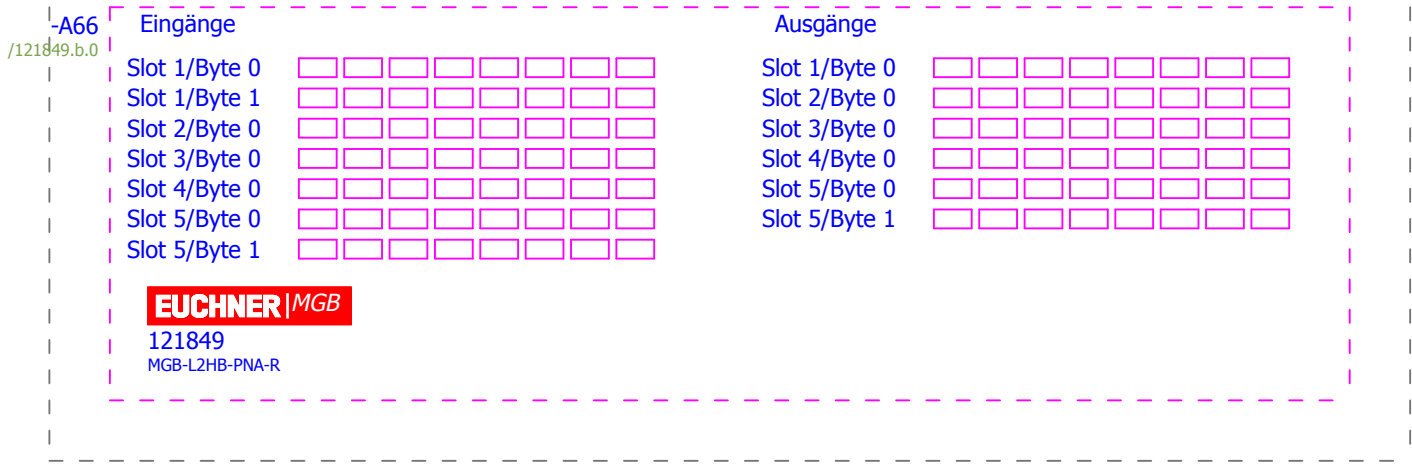 -A66
/121849.b.0
Eingänge
Slot 1/Byte 0
Slot 1/Byte 1
Slot 2/Byte 0
Slot 3/Byte 0
Slot 4/Byte 0
Slot 5/Byte 0
Slot 5/Byte 1
Ausgänge
Slot 1/Byte 0
Slot 2/Byte 0
Slot 3/Byte 0
Slot 4/Byte 0
Slot 5/Byte 0
Slot 5/Byte 1
EUCHNER|MGB
121849
MGB-L2HB-PNA-R